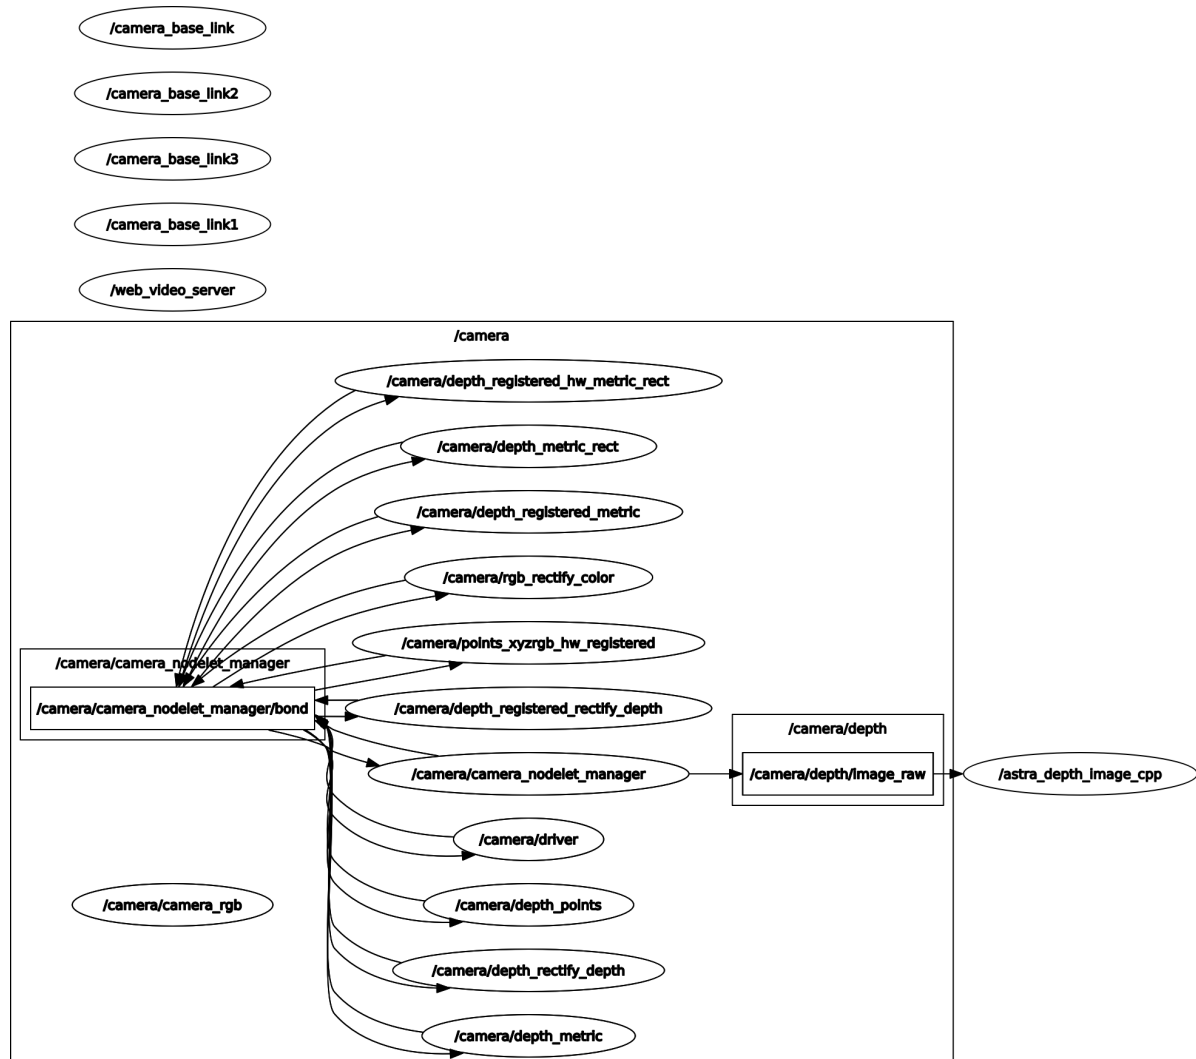 /camera_base_link
/camera_base_link2
/camera_base_link3
/camera_base_link1
/web_video_server
/camera
/camera/depth_registered_hw_metric_rect
/camera/depth_metric_rect
/camera/depth_registered_metric
/camera/rgb_rectify_color
/camera/points_xyzrgb_hw_registered
/camera/camera_nodelet_manager
/camera/camera_nodelet_manager/bond
/camera/depth_registered_rectify_depth
/camera/depth
/camera/camera_nodelet_manager
/camera/depth/image_raw
/astra_depth_image_cpp
/camera/driver
/camera/camera_rgb
/camera/depth_points
/camera/depth_rectify_depth
/camera/depth_metric